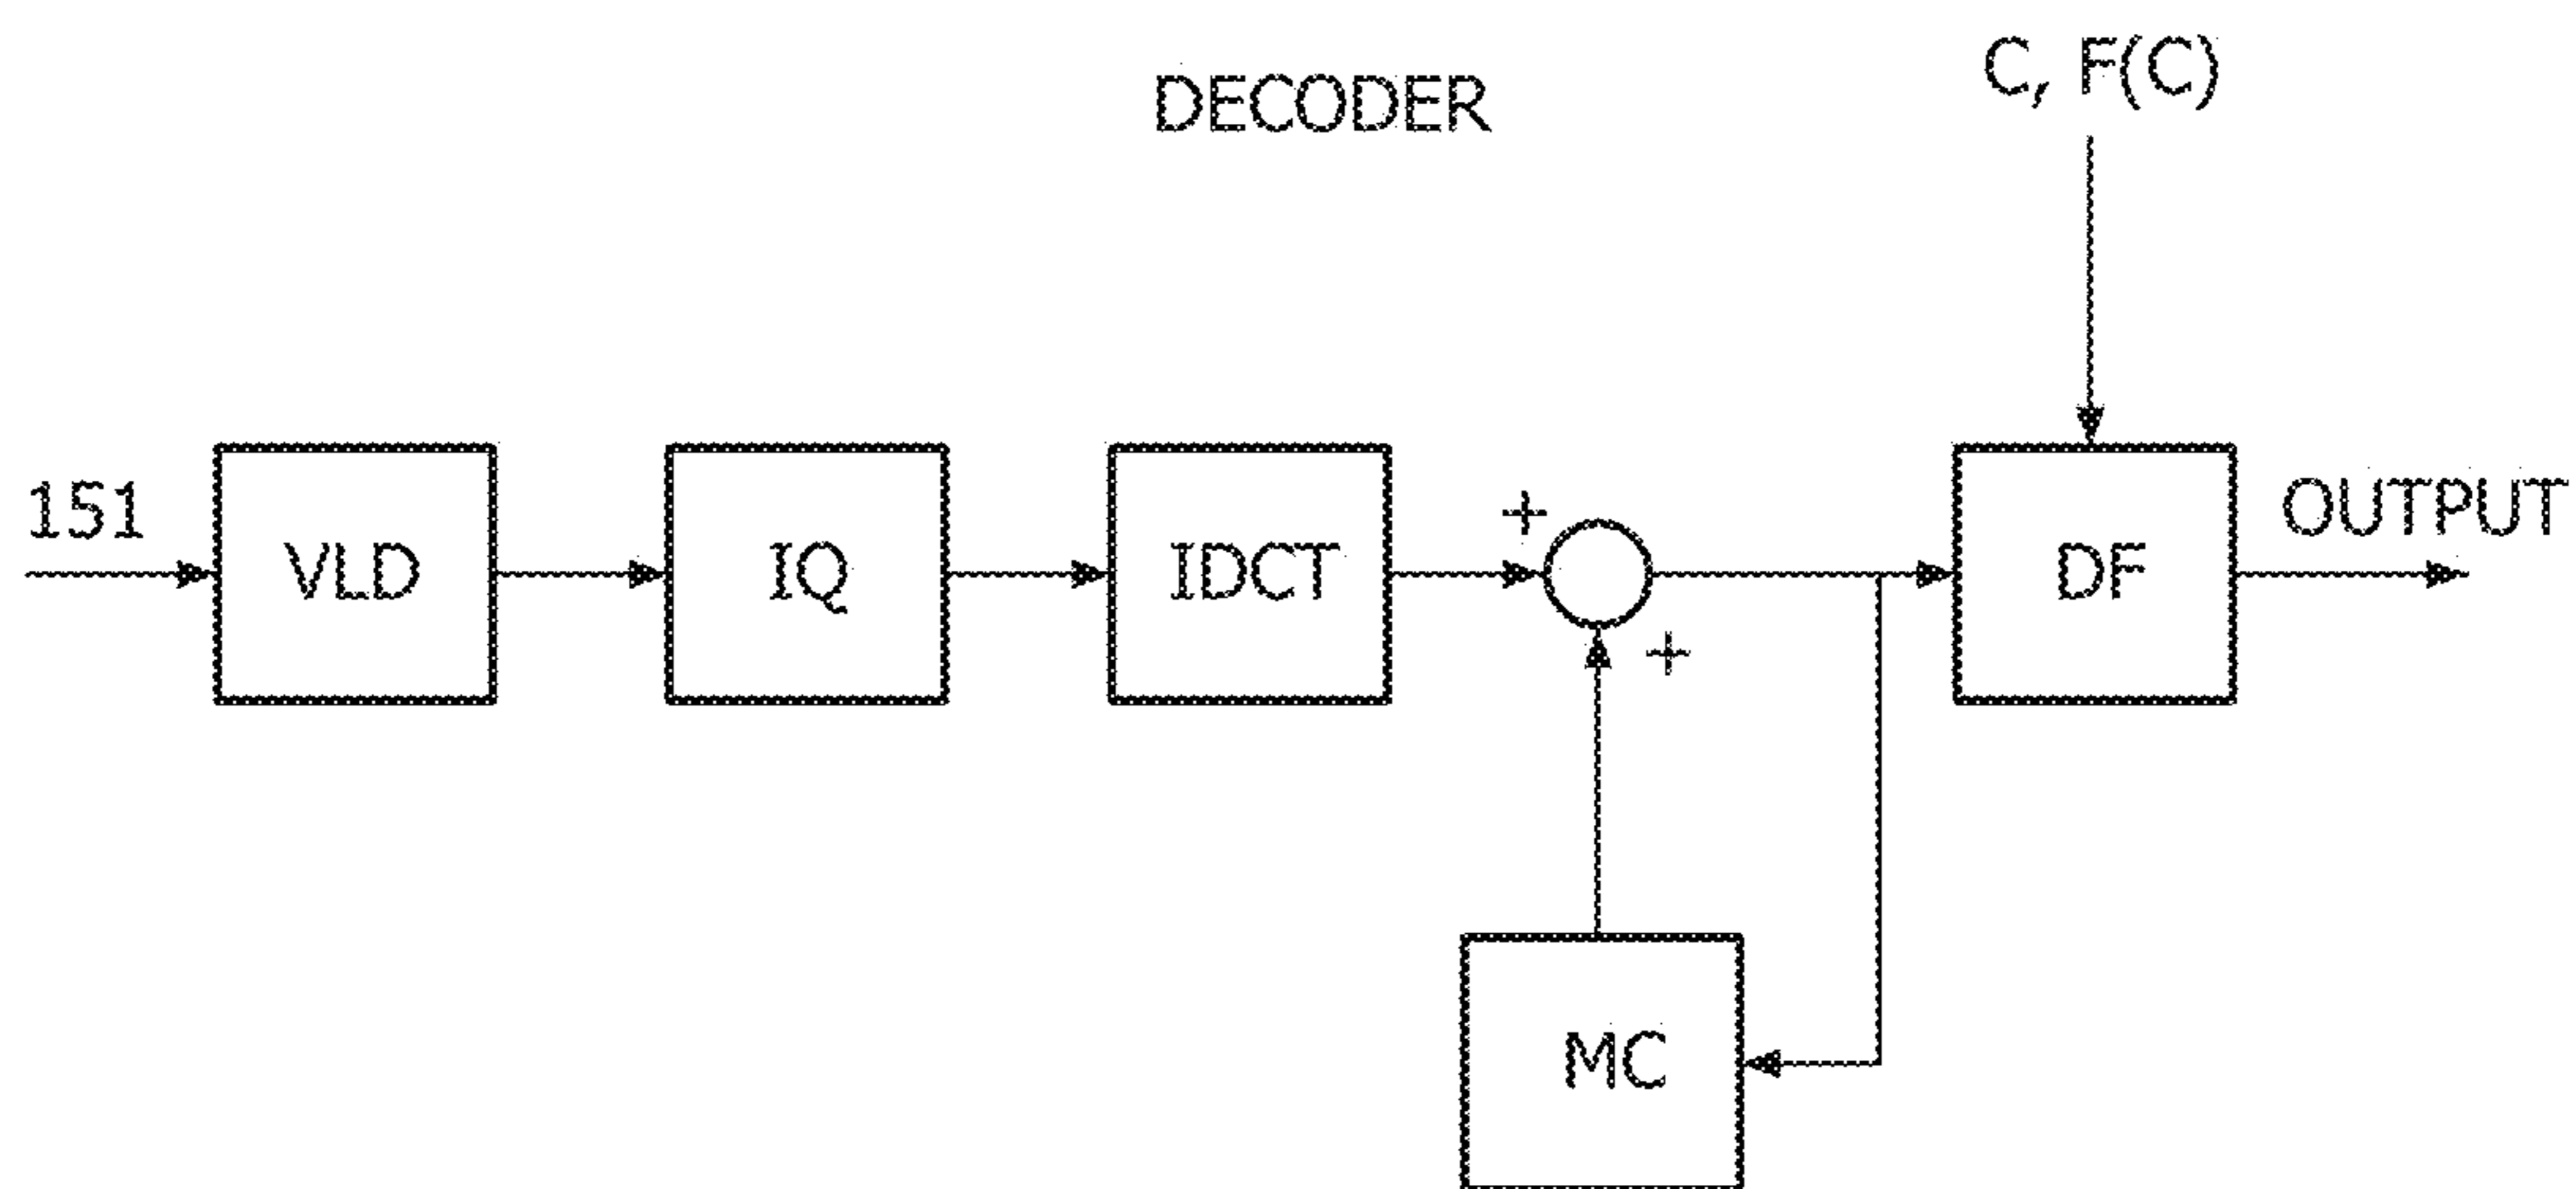 DECODER
C, F(C)
151
VLD
IQ
IDCT
+
+
DF
OUTPUT
MC